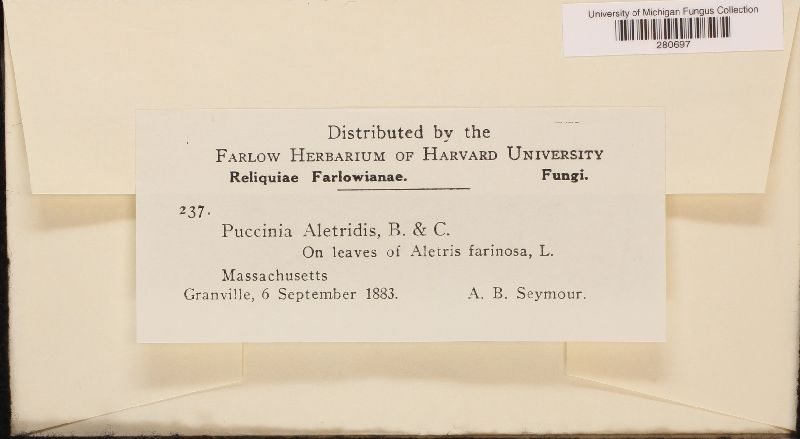 University of Michigan Fungus Collection
280697
Distributed by the
FARLOW HERBARIUM OF HARVARD UNIVERSITY
Reliquiae Farlowianae. Fungi.
237.
Puccinia Aletridis, B. & C.
On leaves of Aletris farinosa, L.
Massachusetts
Granville, 6 September 1883. A. B. Seymour.